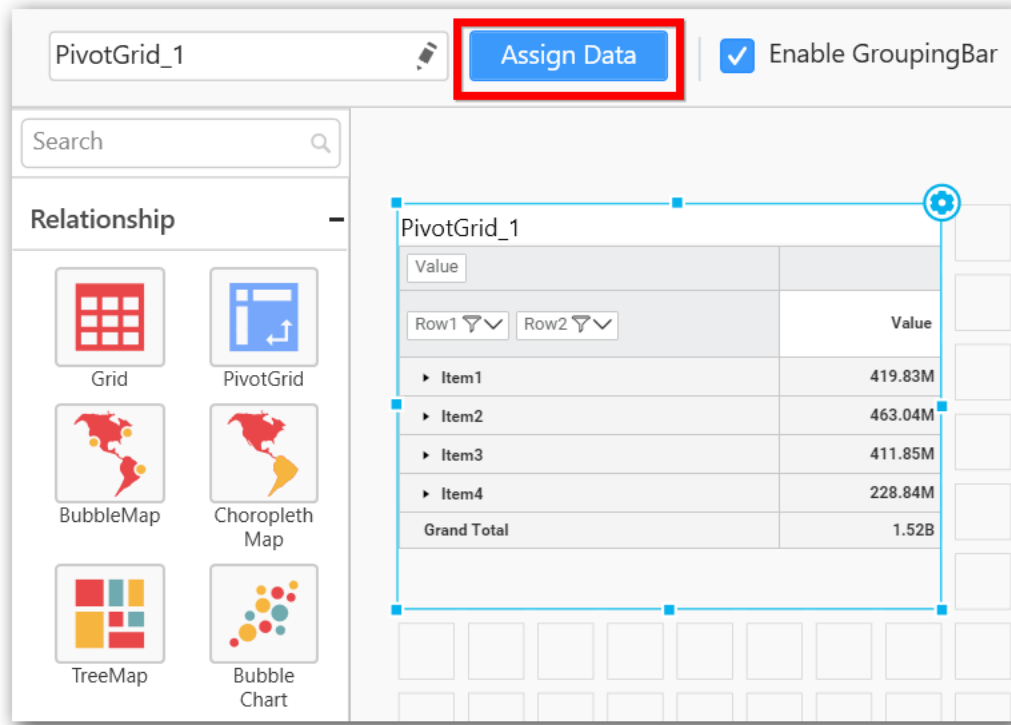 PivotGrid_1
Assign Data
Enable GroupingBar
Search
Relationship
Grid
PivotGrid
BubbleMap
Choropleth
Map
TreeMap
Bubble
Chart
PivotGrid_1
Value
Row1 Row2 Value
Item1 419.83M
Item2 463.04M
Item3 411.85M
Item4 228.84M
Grand Total 1.52B